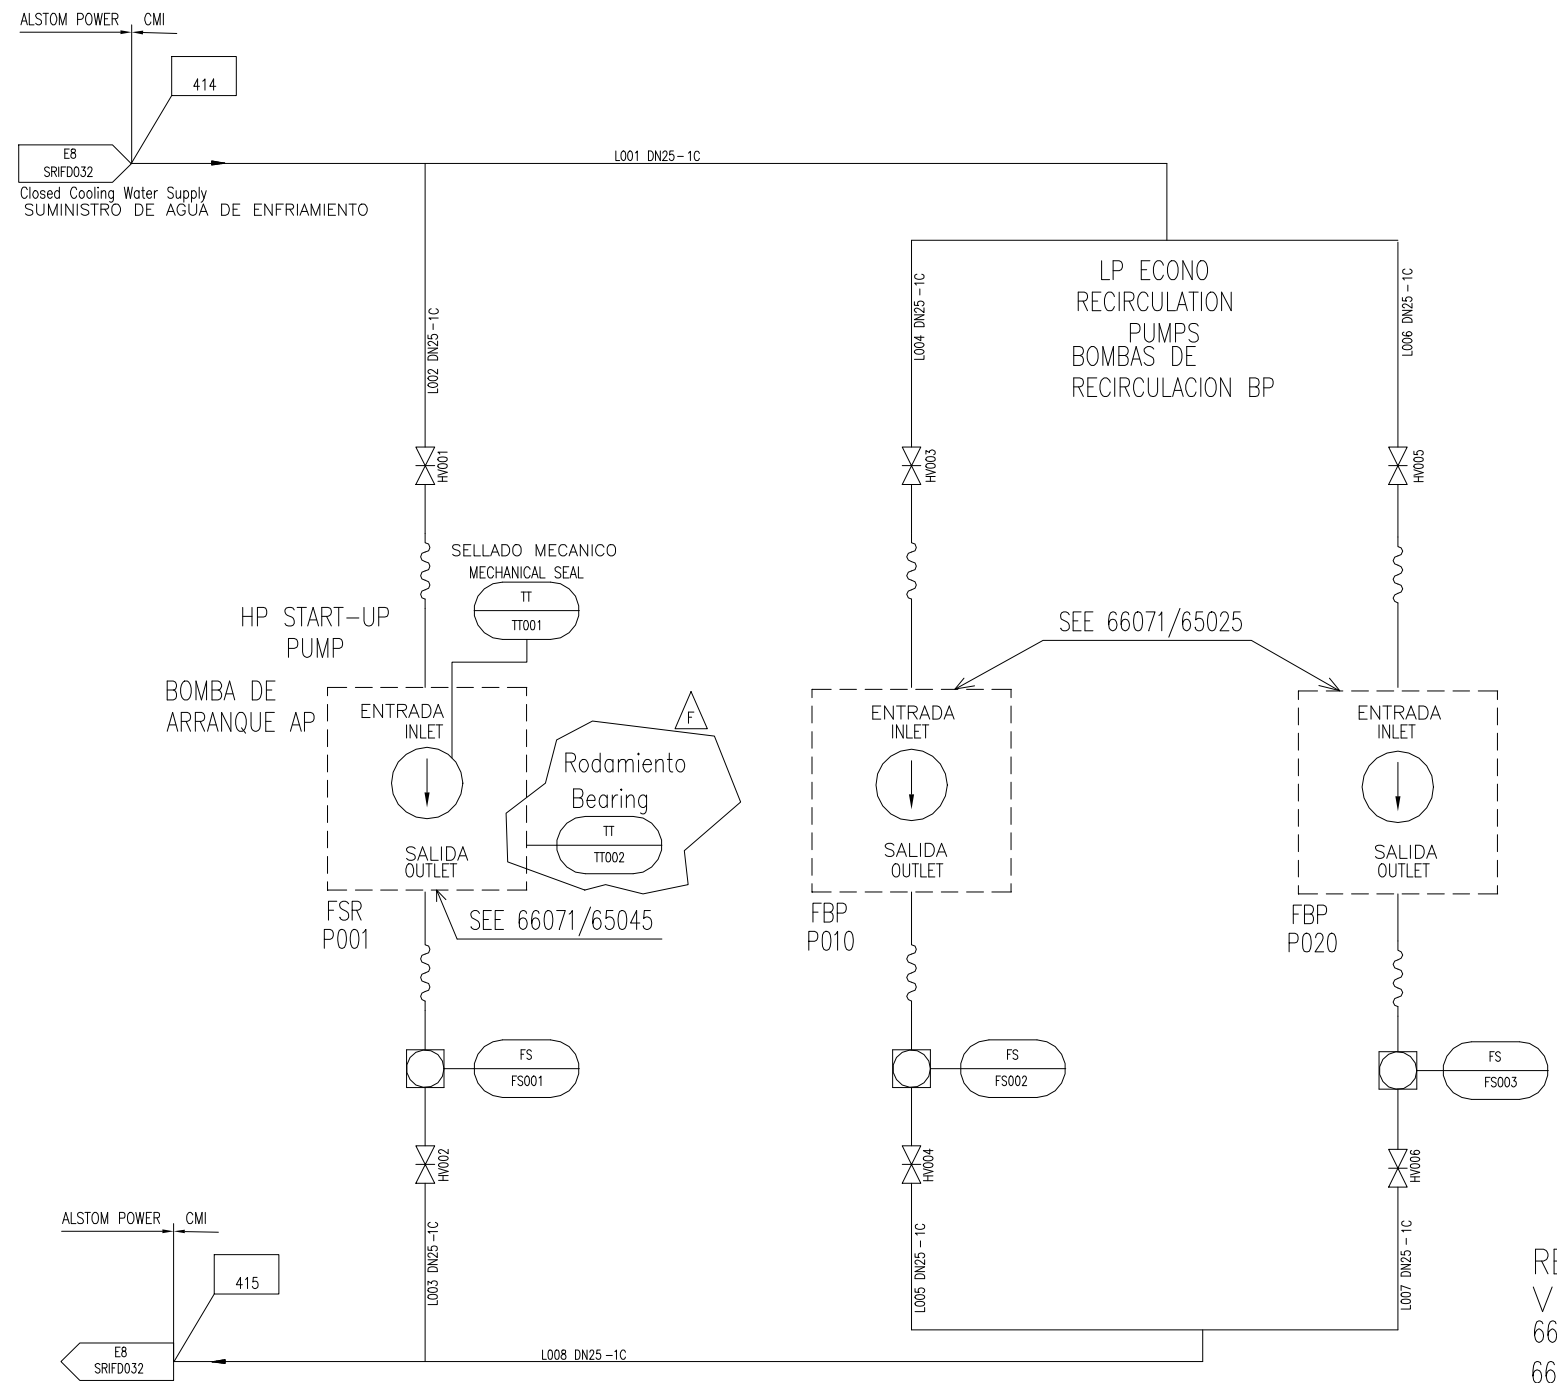 ALSTOM POWER CMI
414
E8
SRIFD032
Closed Cooling Water Supply
SUMINISTRO DE AGUA DE ENFRIAMIENTO
L001 DN25-1C
L002 DN25-1C
L004 DN25-1C
L006 DN25-1C
LP ECONO
RECIRCULATION
PUMPS
BOMBAS DE
RECIRCULACION BP
HV001
HV003
HV005
SELLADO MECANICO
MECHANICAL SEAL
TT
TT001
HP START-UP
PUMP
BOMBA DE
ARRANQUE AP
SEE 66071/65025
ENTRADA
INLET
SALIDA
OUTLET
F
Rodamiento
Bearing
TT
TT002
ENTRADA
INLET
SALIDA
OUTLET
ENTRADA
INLET
SALIDA
OUTLET
FSR
P001
SEE 66071/65045
FBP
P010
FBP
P020
FS
FS001
FS
FS002
FS
FS003
HV002
HV004
HV006
L003 DN25-1C
L005 DN25-1C
L007 DN25-1C
ALSTOM POWER CMI
415
E8
SRIFD032
L008 DN25-1C
V
66
66